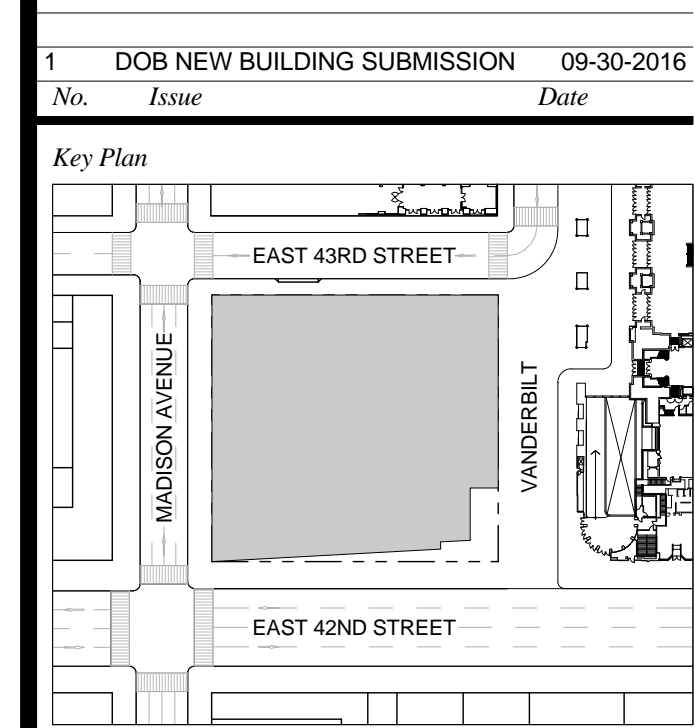 1 DOB NEW BUILDING SUBMISSION 09-30-2016
No. Issue Date
Key Plan
EAST 43RD STREET
MADISON AVENUE
VANDERBILT
EAST 42ND STREET